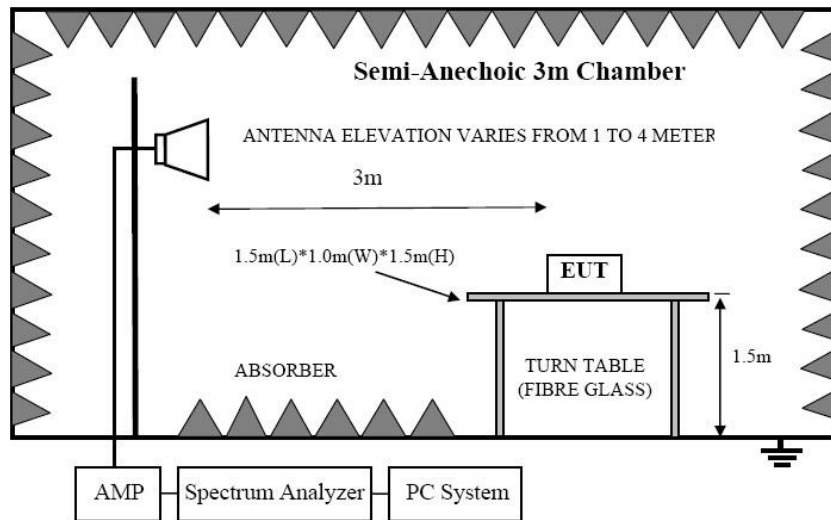 Semi-Anechoic 3m Chamber
ANTENNA ELEVATION VARIES FROM 1 TO 4 METER
3m
1.5m(L)*1.0m(W)*1.5m(H)
EUT
ABSORBER
TURN TABLE
(FIBRE GLASS)
1.5m
AMP
Spectrum Analyzer
PC System